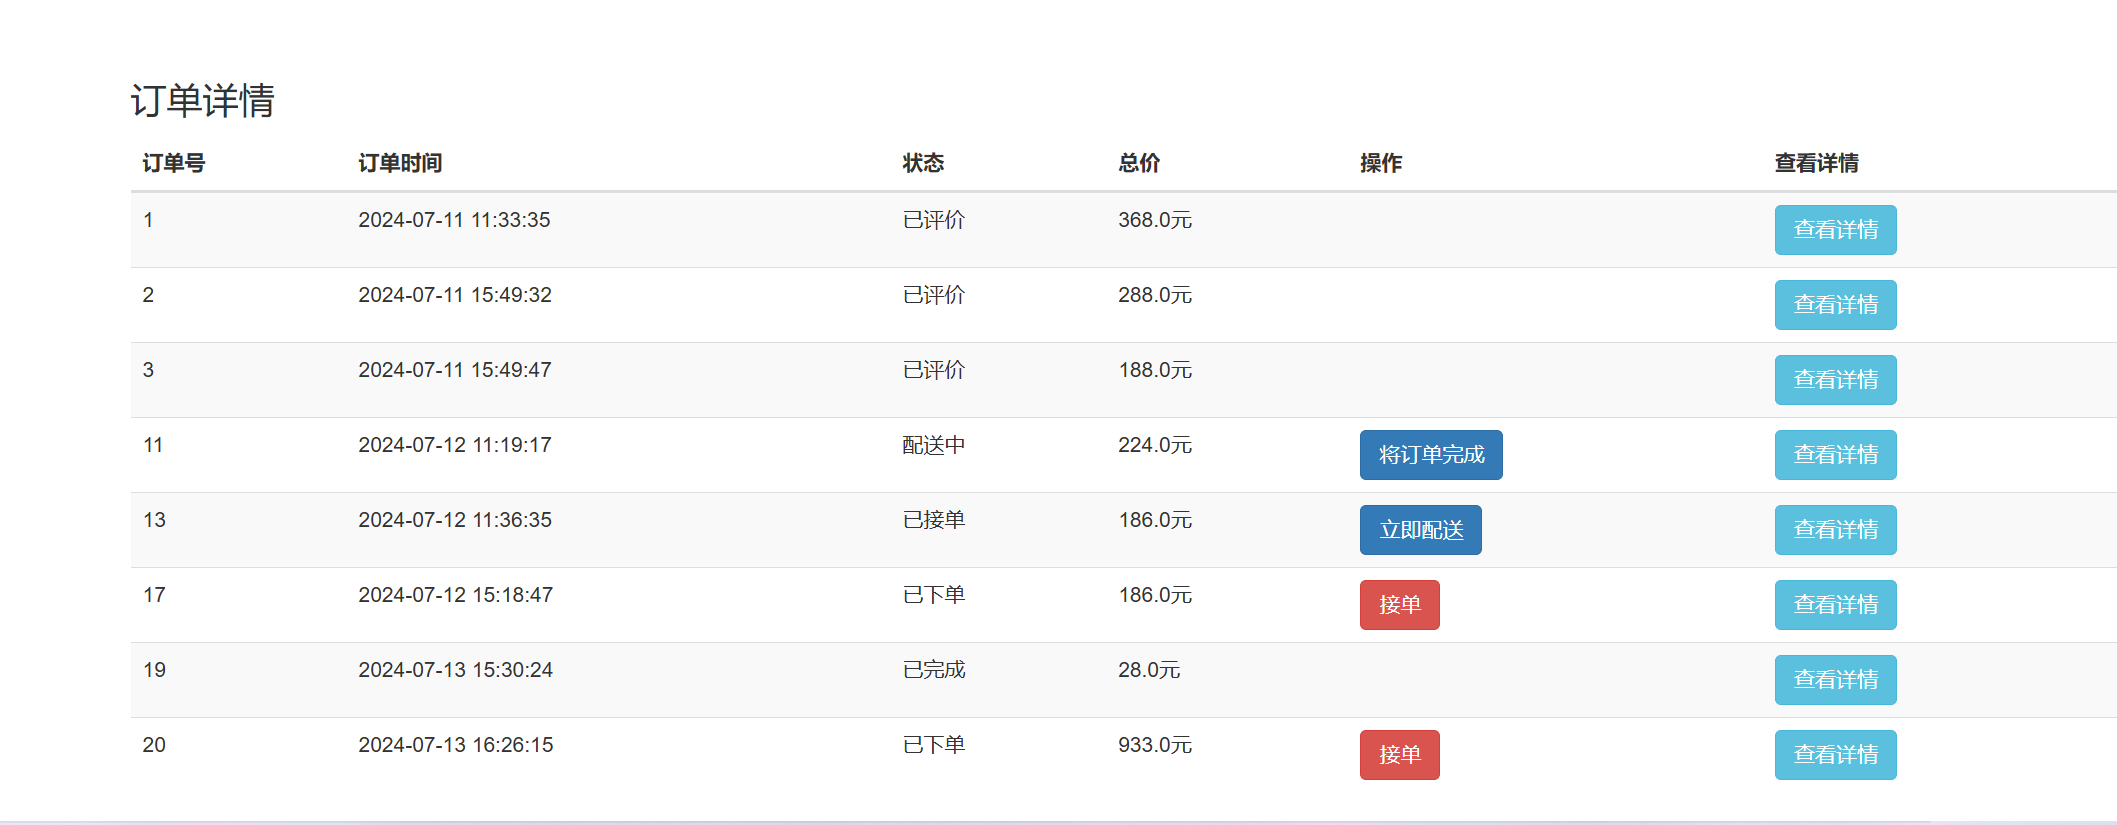 订单详情
订单号 订单时间 状态 总价 操作 查看详情
1 2024-07-11 11:33:35 已评价 368.0元 查看详情
2 2024-07-11 15:49:32 已评价 288.0元 查看详情
3 2024-07-11 15:49:47 已评价 188.0元 查看详情
11 2024-07-12 11:19:17 配送中 224.0元 将订单完成 查看详情
13 2024-07-12 11:36:35 已接单 186.0元 立即配送 查看详情
17 2024-07-12 15:18:47 已下单 186.0元 接单 查看详情
19 2024-07-13 15:30:24 已完成 28.0元 查看详情
20 2024-07-13 16:26:15 已下单 933.0元 接单 查看详情